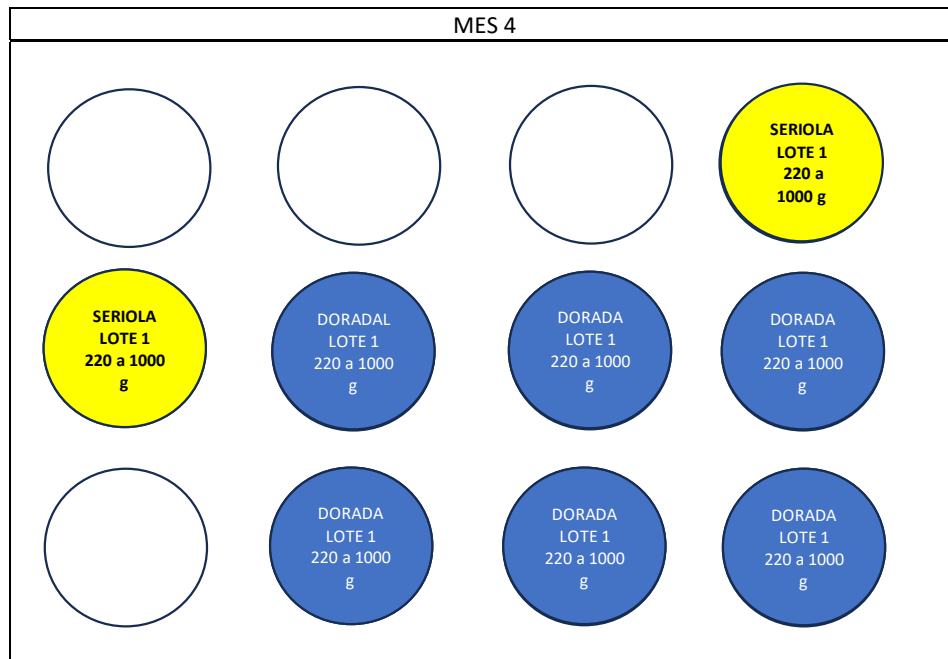 MES 4
SERIOLA
LOTE 1
220 a
1000 g
SERIOLA
LOTE 1
220 a 1000
g
DORADAL
LOTE 1
220 a 1000
g
DORADA
LOTE 1
220 a 1000
g
DORADA
LOTE 1
220 a 1000
g
DORADA
LOTE 1
220 a 1000
g
DORADA
LOTE 1
220 a 1000
g
DORADA
LOTE 1
220 a 1000
g